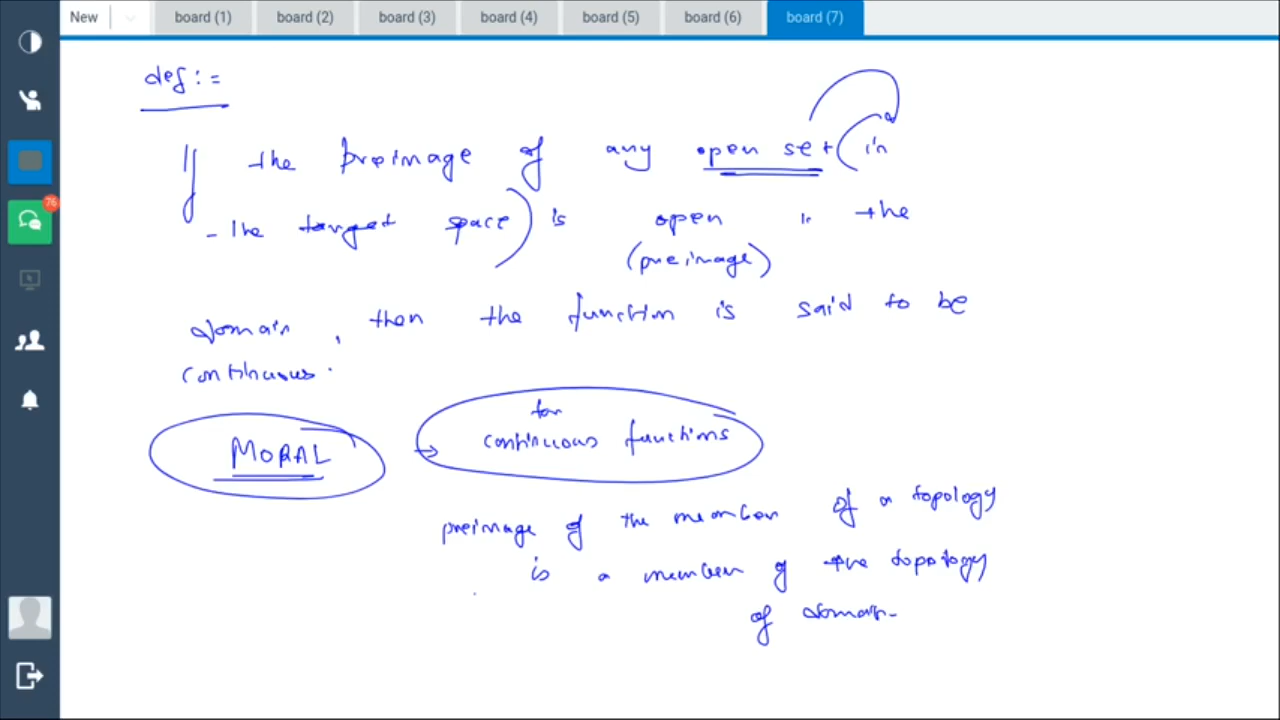 New
board (1)
board (2)
board (3)
board (4)
board (5)
board (6)
board (7)
76
def :=
If the preimage of any open set (in
the target space) is open in the
(preimage)
domain, then the function is said to be
continuous.
MORAL → for
continuous functions
preimage of the member of a topology
is a member of the topology
of domain